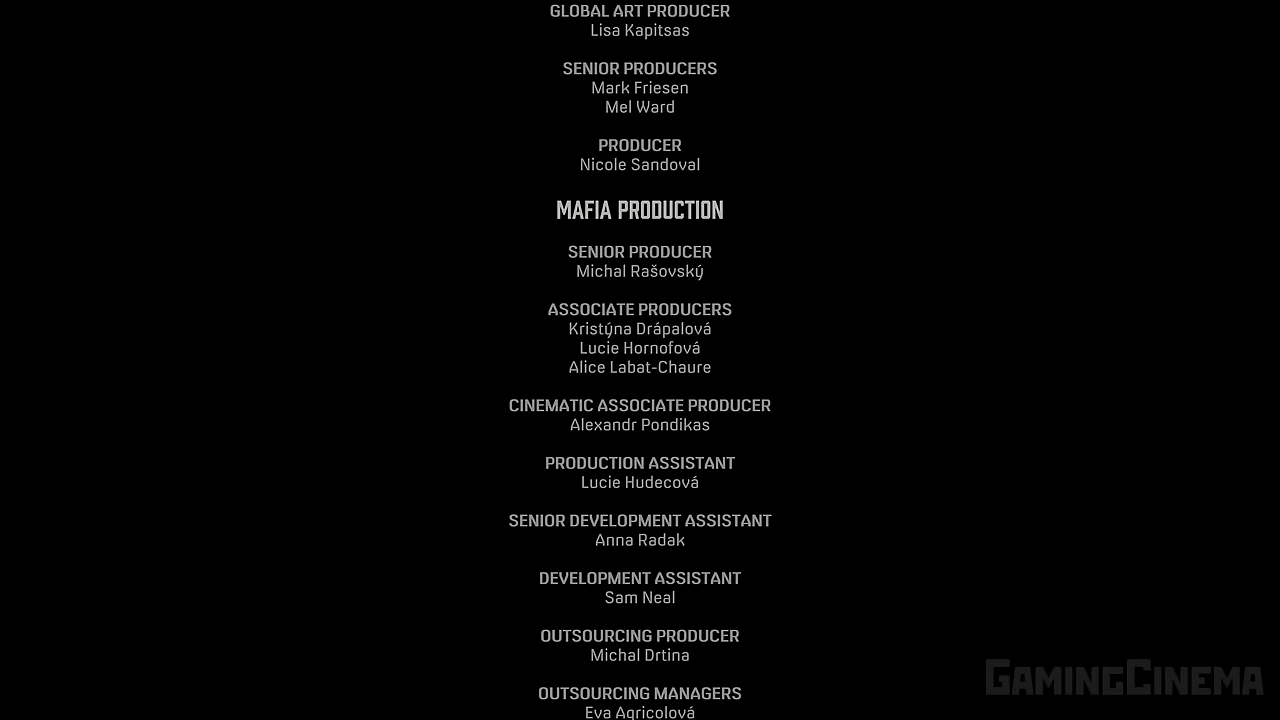 GLOBAL ART PRODUCER
Lisa Kapitsas
SENIOR PRODUCERS
Mark Friesen
Mel Ward
PRODUCER
Nicole Sandoval
MAFIA PRODUCTION
SENIOR PRODUCER
Michal Rašovský
ASSOCIATE PRODUCERS
Kristýna Drápalová
Lucie Hornofová
Alice Labat-Chaure
CINEMATIC ASSOCIATE PRODUCER
Alexandr Pondikas
PRODUCTION ASSISTANT
Lucie Hudecová
SENIOR DEVELOPMENT ASSISTANT
Anna Radak
DEVELOPMENT ASSISTANT
Sam Neal
OUTSOURCING PRODUCER
Michal Drtina
OUTSOURCING MANAGERS
Eva Agricolová
GAMINGCINEMA